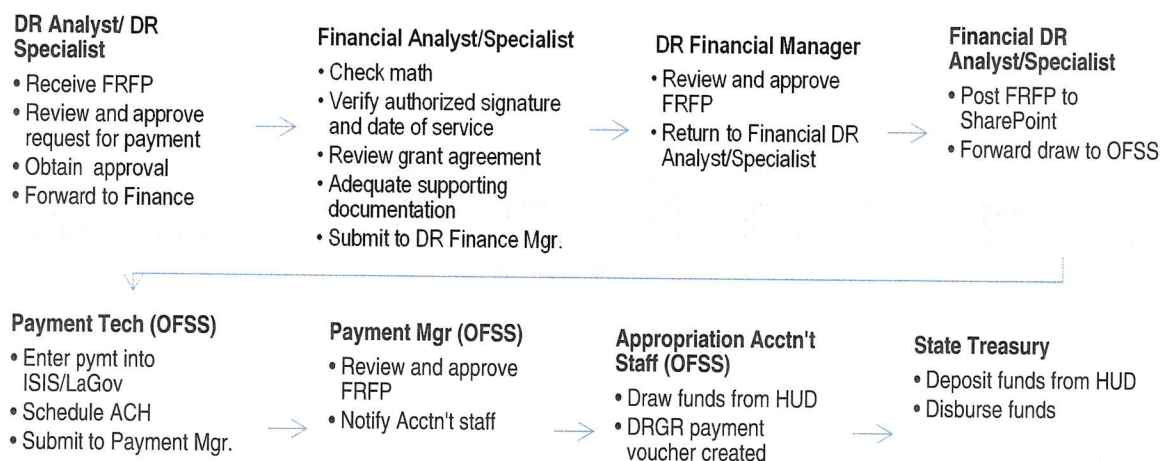 DR Analyst/ DR
Specialist
• Receive FRFP
• Review and approve
request for payment
• Obtain approval
• Forward to Finance
Financial Analyst/Specialist
• Check math
• Verify authorized signature
and date of service
• Review grant agreement
• Adequate supporting
documentation
• Submit to DR Finance Mgr.
DR Financial Manager
• Review and approve
FRFP
• Return to Financial DR
Analyst/Specialist
Financial DR
Analyst/Specialist
• Post FRFP to
SharePoint
• Forward draw to OFSS
Payment Tech (OFSS)
• Enter pymt into
ISIS/LaGov
• Schedule ACH
• Submit to Payment Mgr.
Payment Mgr (OFSS)
• Review and approve
FRFP
• Notify Acctn't staff
Appropriation Acctn't
Staff (OFSS)
• Draw funds from HUD
• DRGR payment
voucher created
State Treasury
• Deposit funds from HUD
• Disburse funds